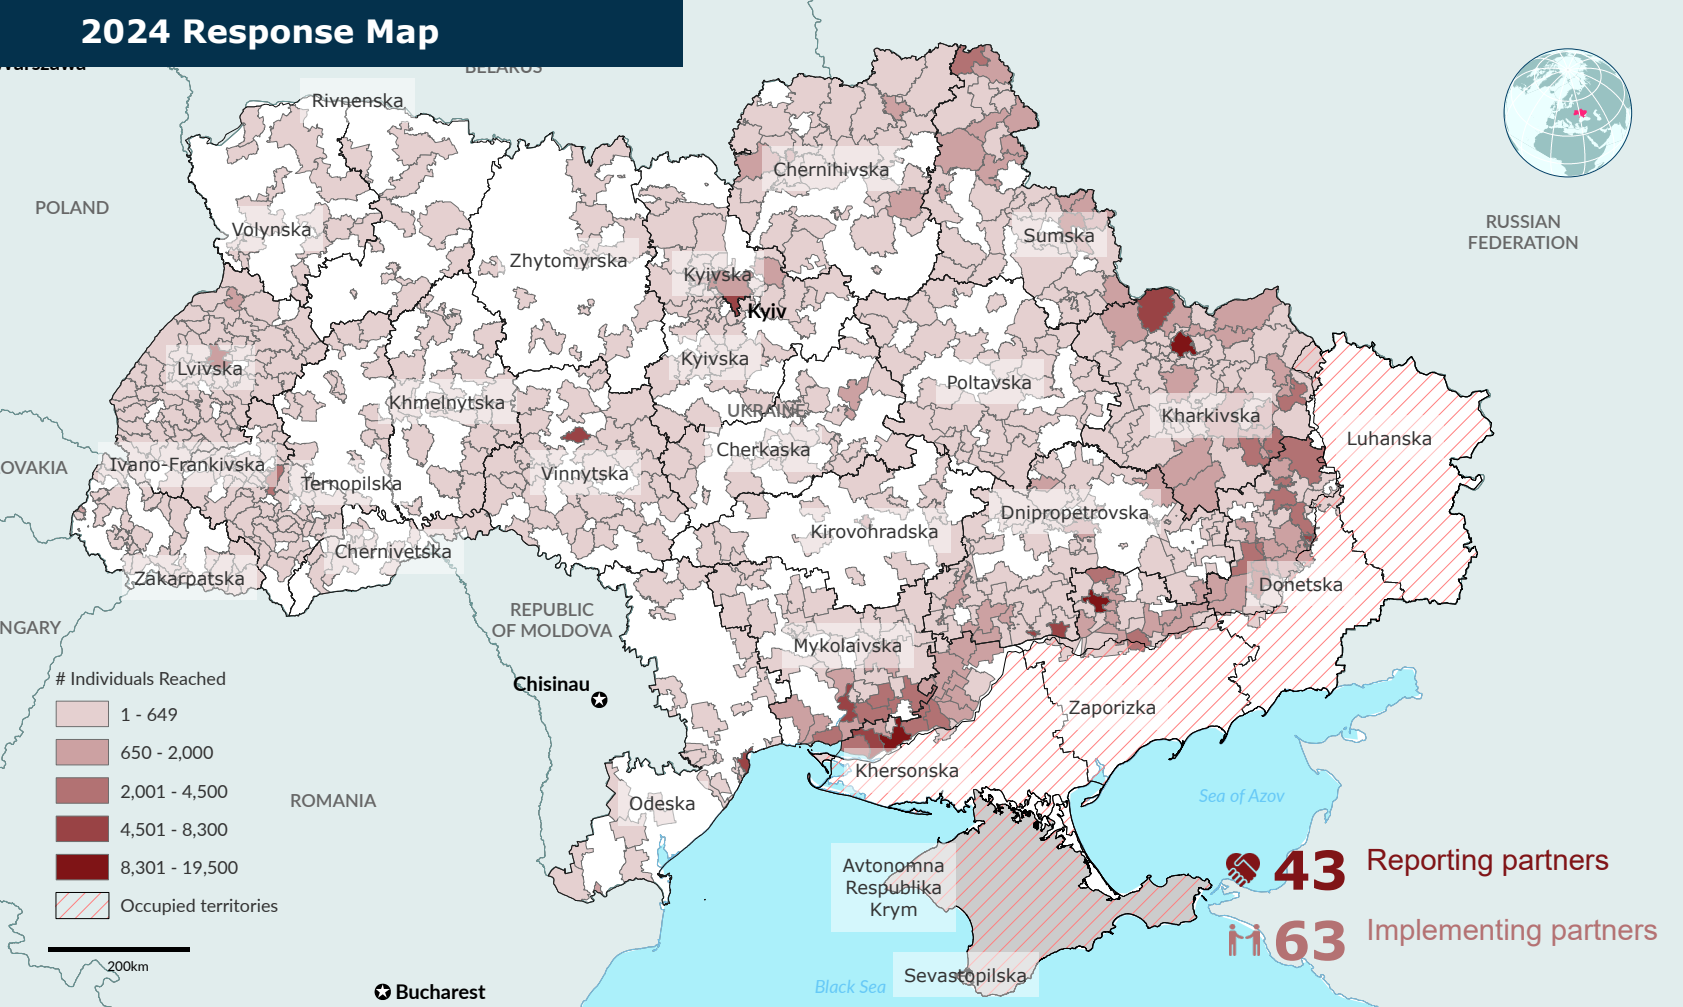 2024 Response Map
Warszawa
BELARUS
Rivnenska
Chernihivska
POLAND
Volynska
Sumska
RUSSIAN
FEDERATION
Zhytomyrska
Kyivska
Kyiv
Lvivska
Kyivska
Poltavska
Khmelnytska
UKRAINE
Kharkivska
Luhanska
Cherkaska
OVAKIA
Ivano-Frankivska
Ternopilska
Vinnytska
Dnipropetrovska
Kirovohradska
Chernivetska
Zakarpatska
Donetska
REPUBLIC
OF MOLDOVA
NGARY
Mykolaivska
# Individuals Reached
Chisinau
Zaporizka
1 - 649
650 - 2,000
Khersonska
2,001 - 4,500
ROMANIA
Odeska
Sea of Azov
4,501 - 8,300
8,301 - 19,500
Avtonomna
Respublika
Krym
43 Reporting partners
Occupied territories
63 Implementing partners
200km
Sevastopilska
Black Sea
Bucharest